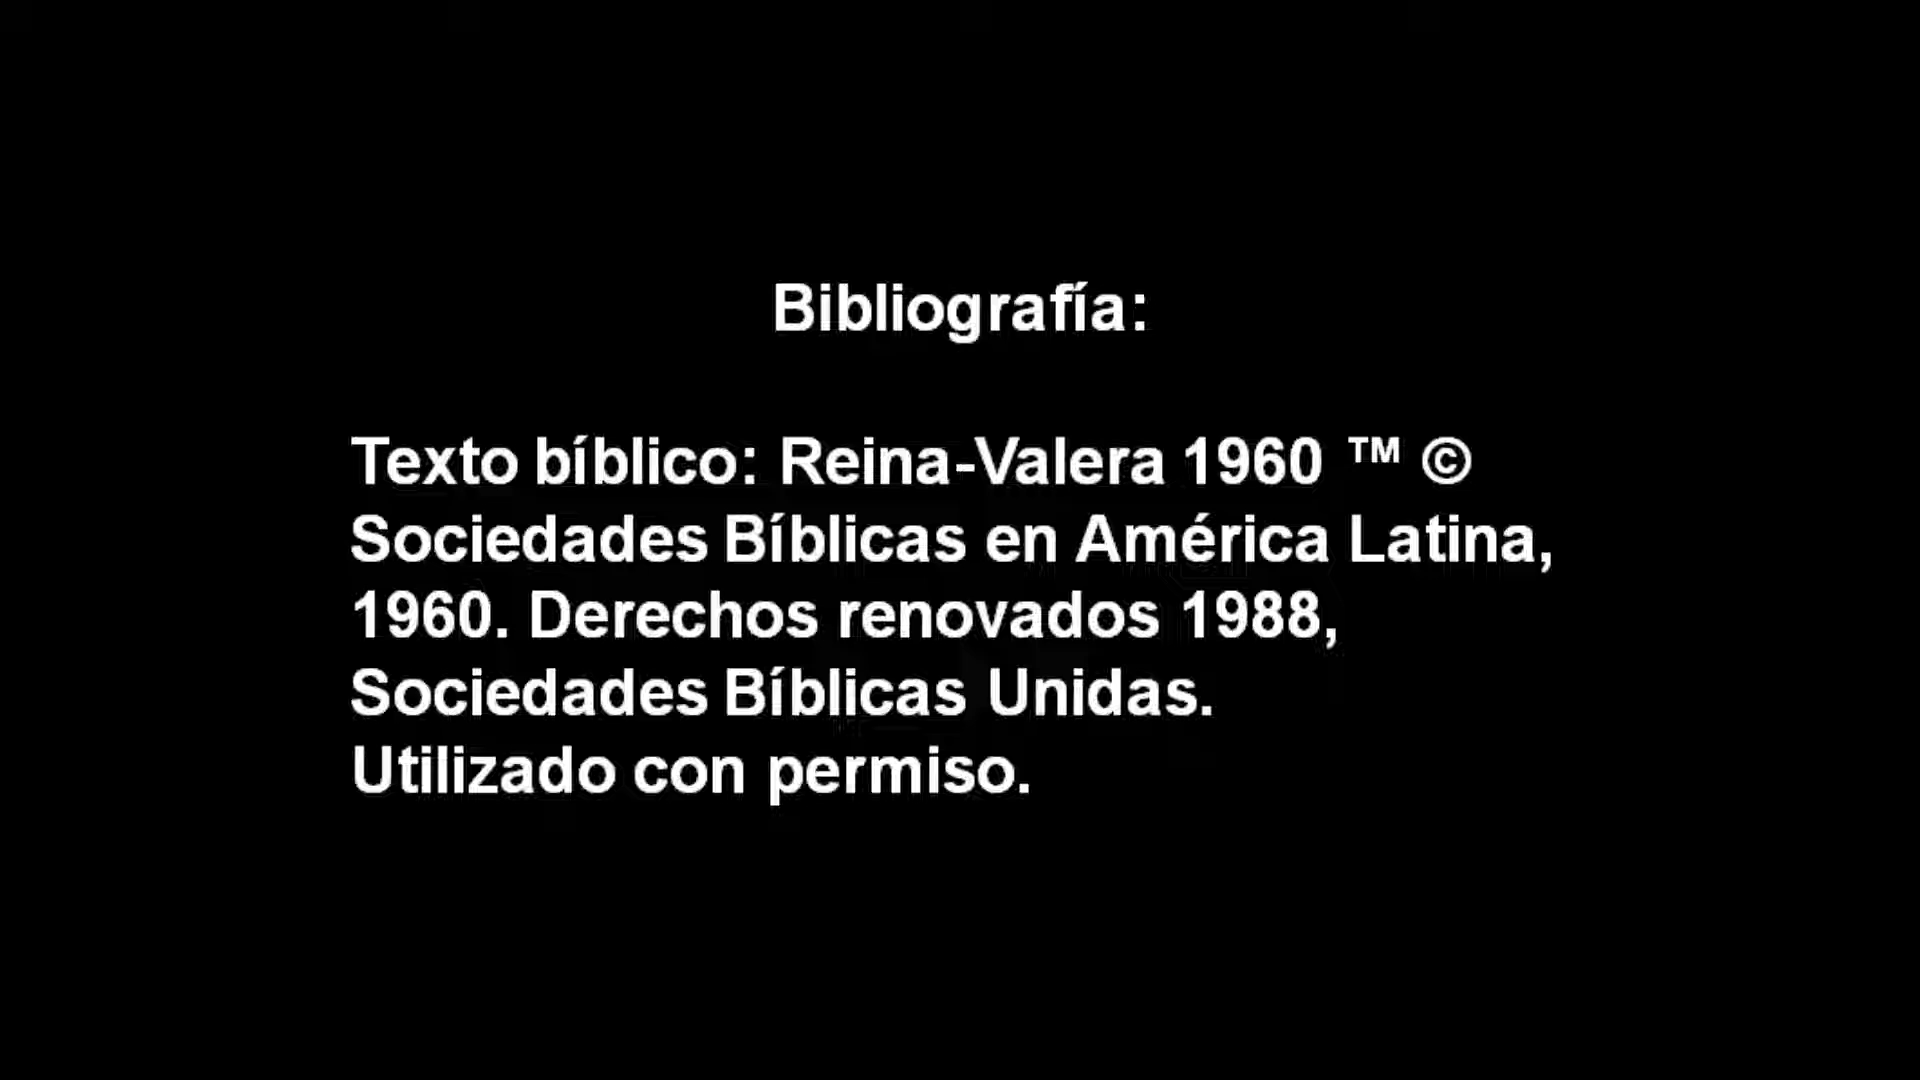 Bibliografía:
Texto bíblico: Reina-Valera 1960 ™ ©
Sociedades Bíblicas en América Latina,
1960. Derechos renovados 1988,
Sociedades Bíblicas Unidas.
Utilizado con permiso.